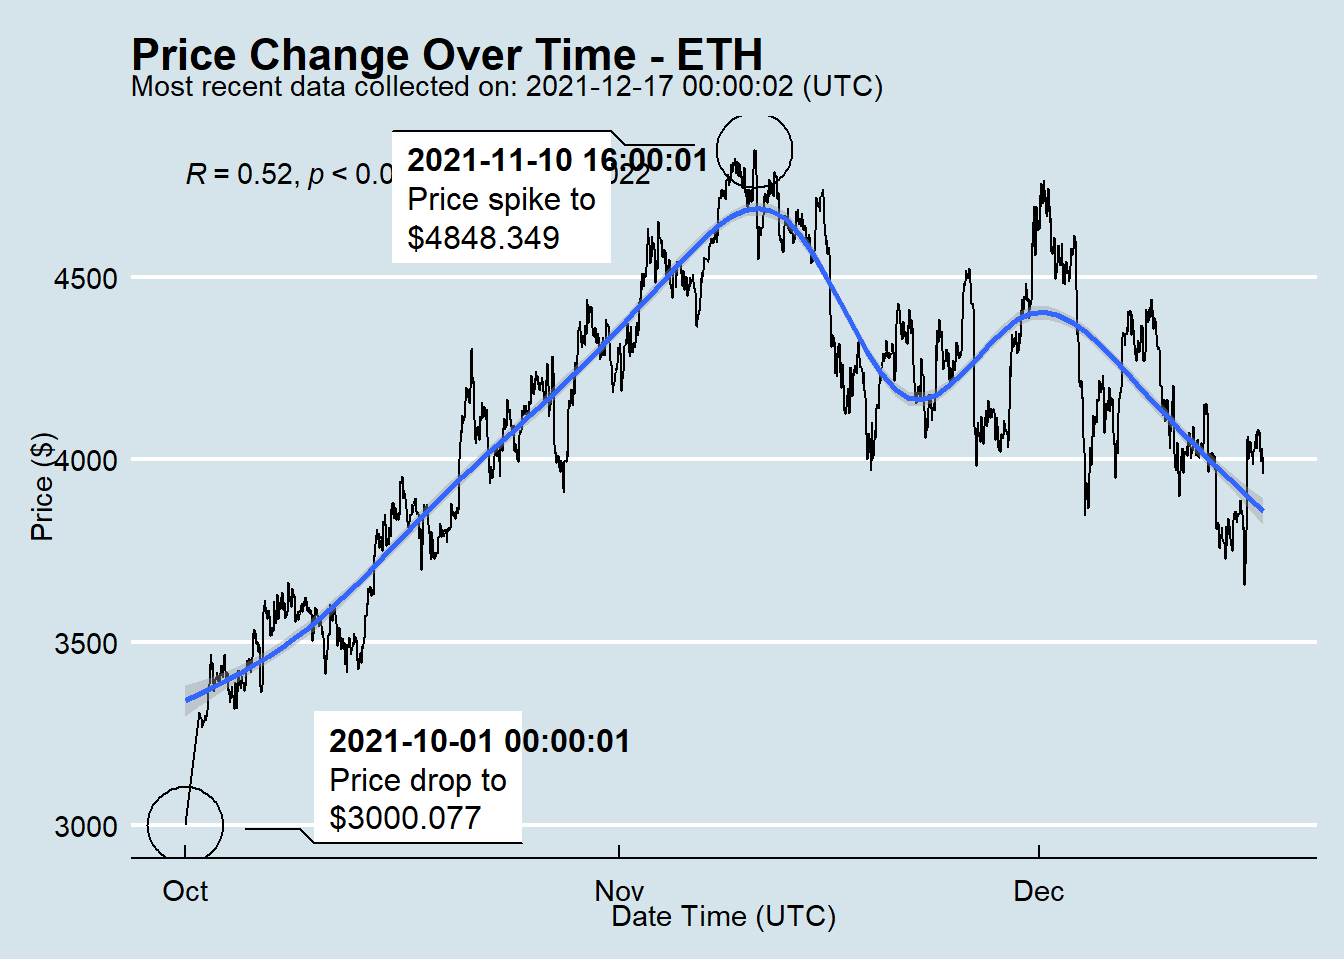 Price Change Over Time - ETH
Most recent data collected on: 2021-12-17 00:00:02 (UTC)
R = 0.52, p < 0.0
2021-11-10 16:00:01
Price spike to
$4848.349
4500
4000
3500
3000
Price ($)
2021-10-01 00:00:01
Price drop to
$3000.077
Oct Nov Dec
Date Time (UTC)